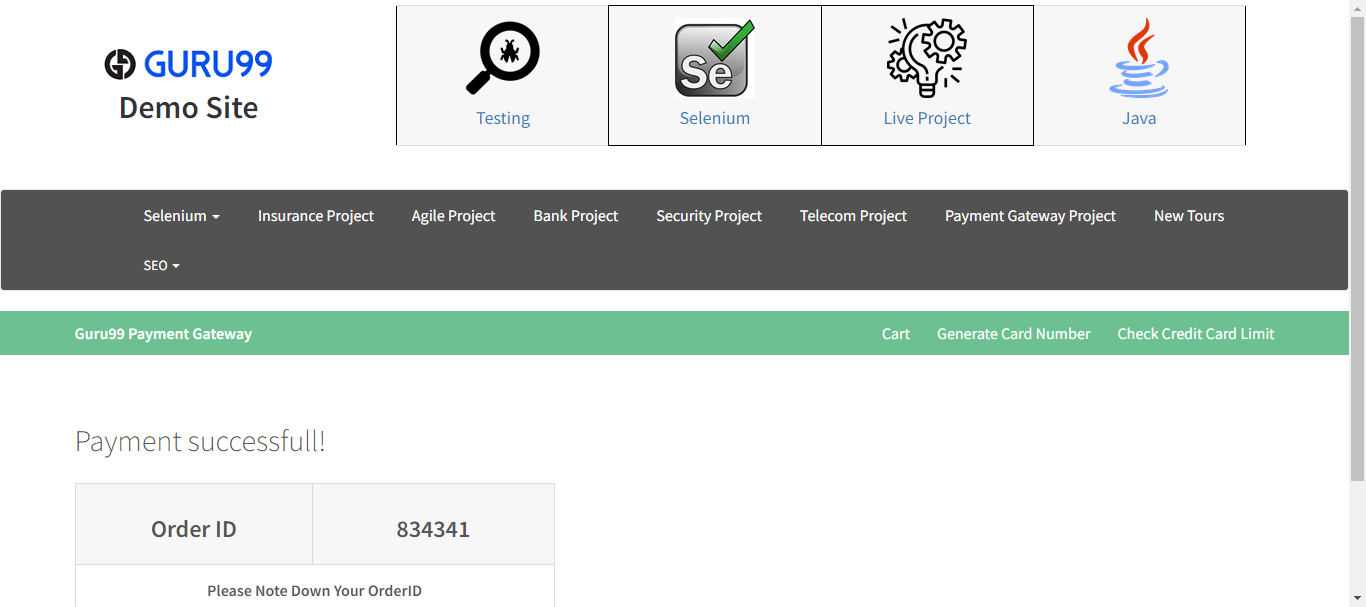 GURU99
Demo Site
Se
Testing
Selenium
Live Project
Java
Selenium
Insurance Project
Agile Project
Bank Project
Security Project
Telecom Project
Payment Gateway Project
New Tours
SEO
Guru99 Payment Gateway
Cart
Generate Card Number
Check Credit Card Limit
Payment successfull!
Order ID
834341
Please Note Down Your OrderID